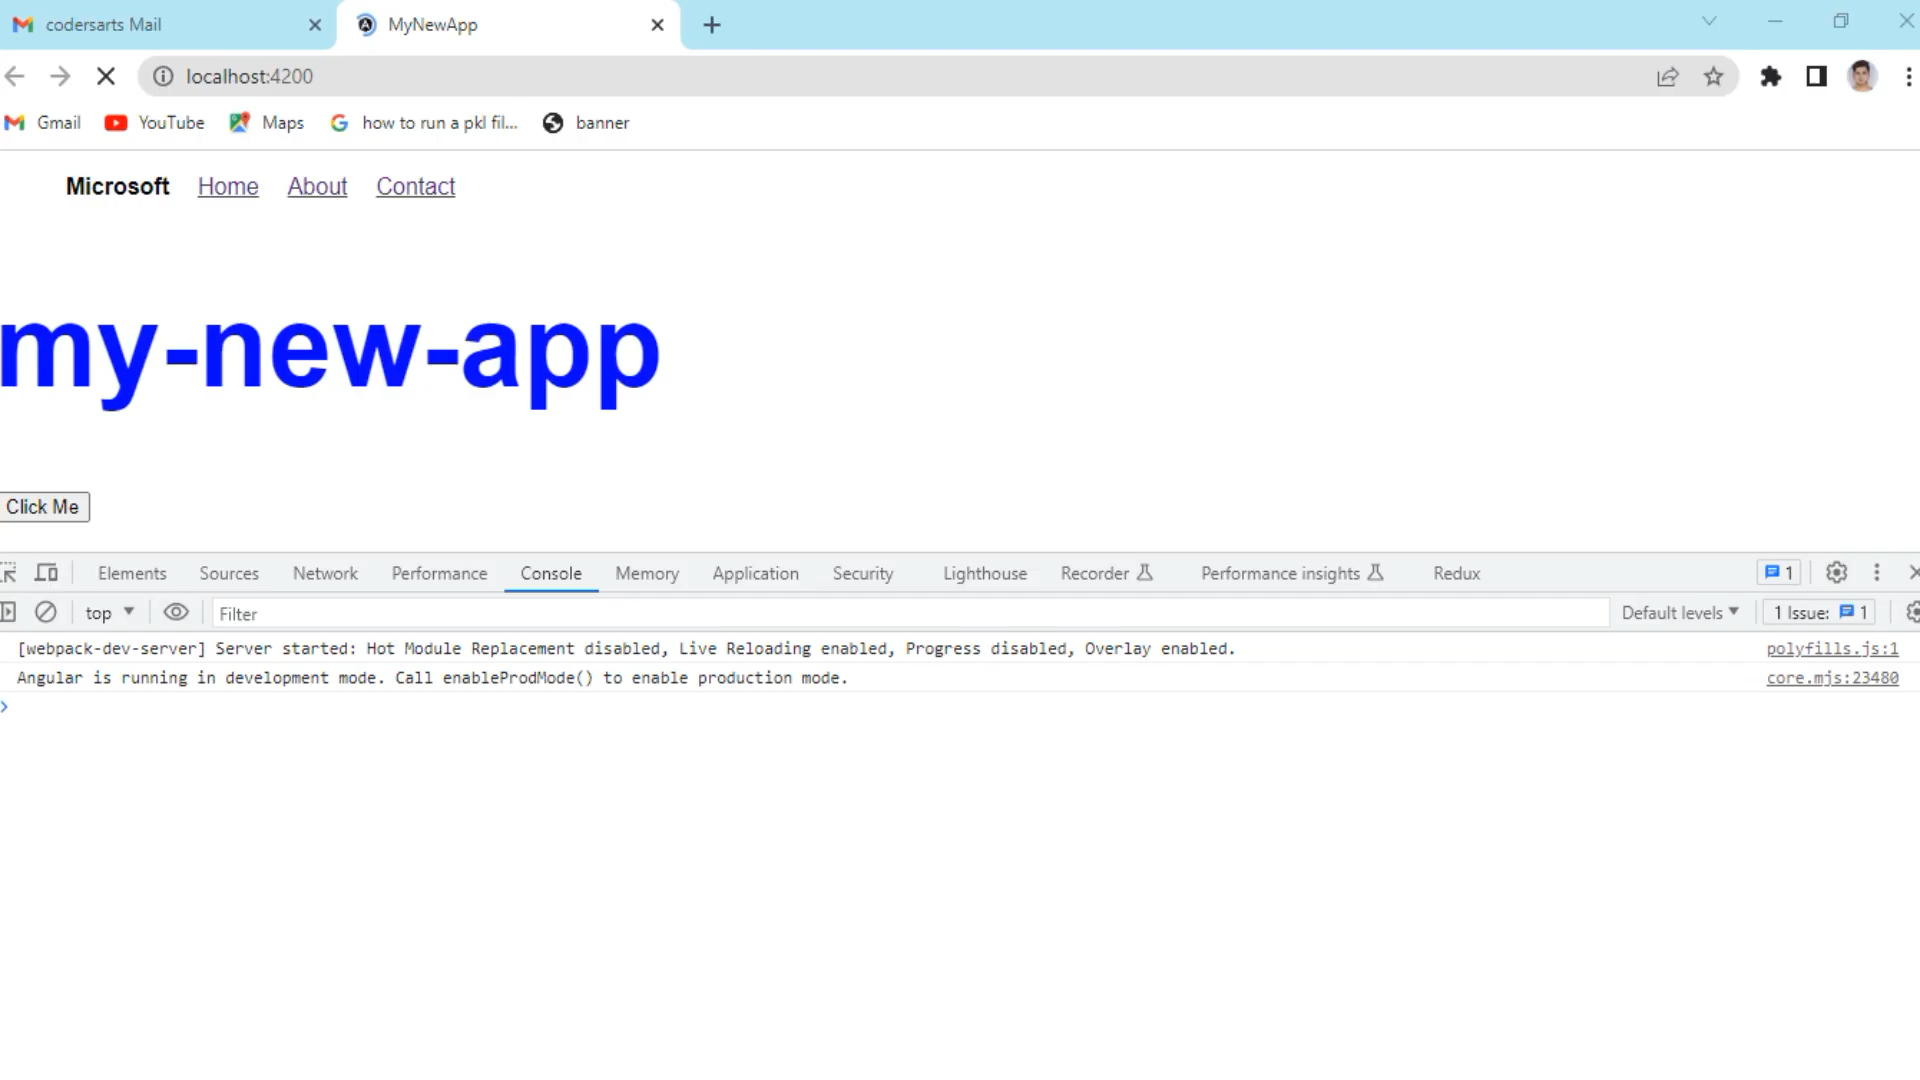 codersarts Mail MyNewApp
localhost:4200
Gmail YouTube Maps how to run a pkl fil... banner
Microsoft Home About Contact
my-new-app
Click Me
Elements Sources Network Performance Console Memory Application Security Lighthouse Recorder Performance insights Redux 1
top Filter Default levels 1 Issue: 1
[webpack-dev-server] Server started: Hot Module Replacement disabled, Live Reloading enabled, Progress disabled, Overlay enabled. polyfills.js:1
Angular is running in development mode. Call enableProdMode() to enable production mode. core.mjs:23480